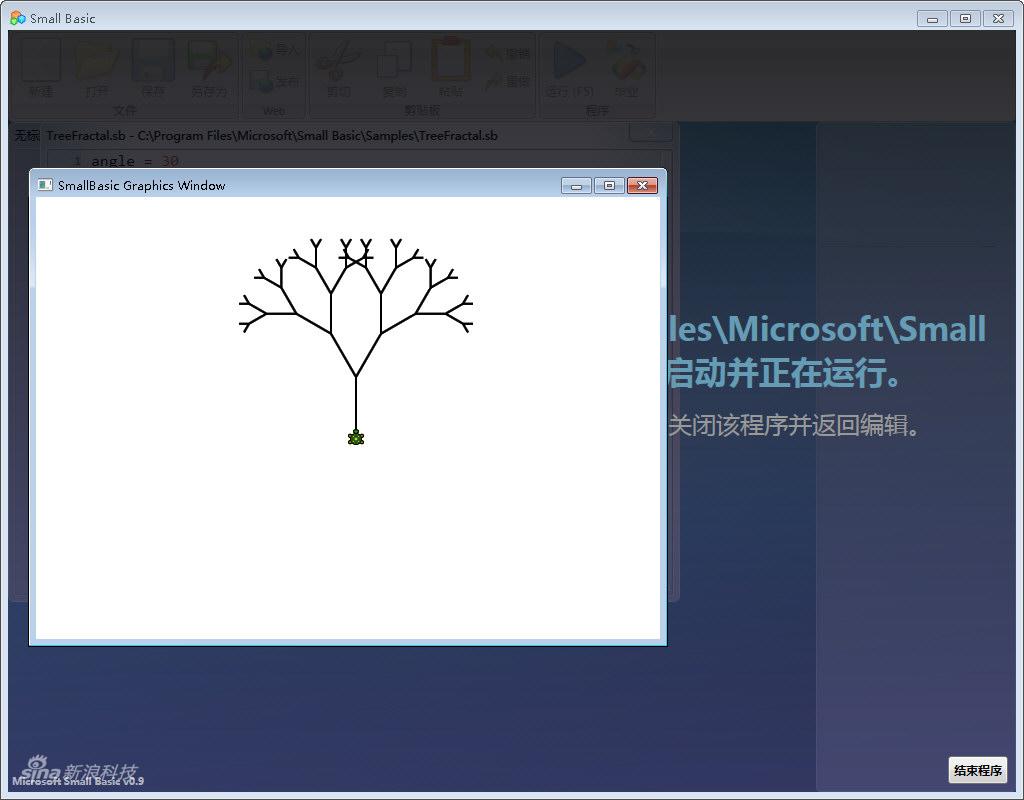 Small Basic
新建
打开
保存
另存为
导入
发布
剪切
复制
粘贴
撤销
重做
运行 (F5)
毕业
文件
Web
剪贴板
程序
无标
TreeFractal.sb - C:\Program Files\Microsoft\Small Basic\Samples\TreeFractal.sb
1 angle = 30
SmallBasic Graphics Window
les\Microsoft\Small
启动并正在运行。
关闭该程序并返回编辑。
sina 新浪科技
Microsoft Small Basic v0.9
结束程序